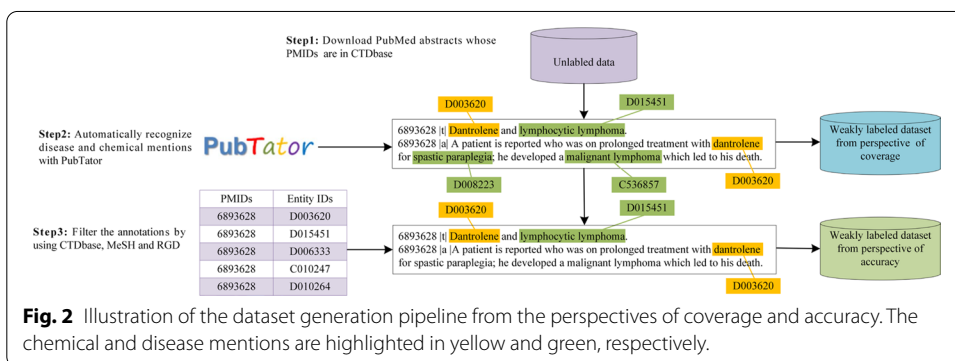 Step1: Download PubMed abstracts whose
PMIDs are in CTDbase
Unlabled data
D003620
D015451
Step2: Automatically recognize
disease and chemical mentions
with PubTator
PubTator
6893628 |t| Dantrolene and lymphocytic lymphoma.
6893628 |a| A patient is reported who was on prolonged treatment with dantrolene
for spastic paraplegia; he developed a malignant lymphoma which led to his death.
Weakly labeled dataset
from perspective of
coverage
D008223
C536857
D003620
PMIDs Entity IDs
6893628 D003620
6893628 D015451
6893628 D006333
6893628 C010247
6893628 D010264
D003620
D015451
Step3: Filter the annotations by
using CTDbase, MeSH and RGD
6893628 |t| Dantrolene and lymphocytic lymphoma.
6893628 |a |A patient is reported who was on prolonged treatment with dantrolene
for spastic paraplegia; he developed a malignant lymphoma which led to his death.
Weakly labeled dataset
from perspective of
accuracy
D003620
Fig. 2 Illustration of the dataset generation pipeline from the perspectives of coverage and accuracy. The
chemical and disease mentions are highlighted in yellow and green, respectively.